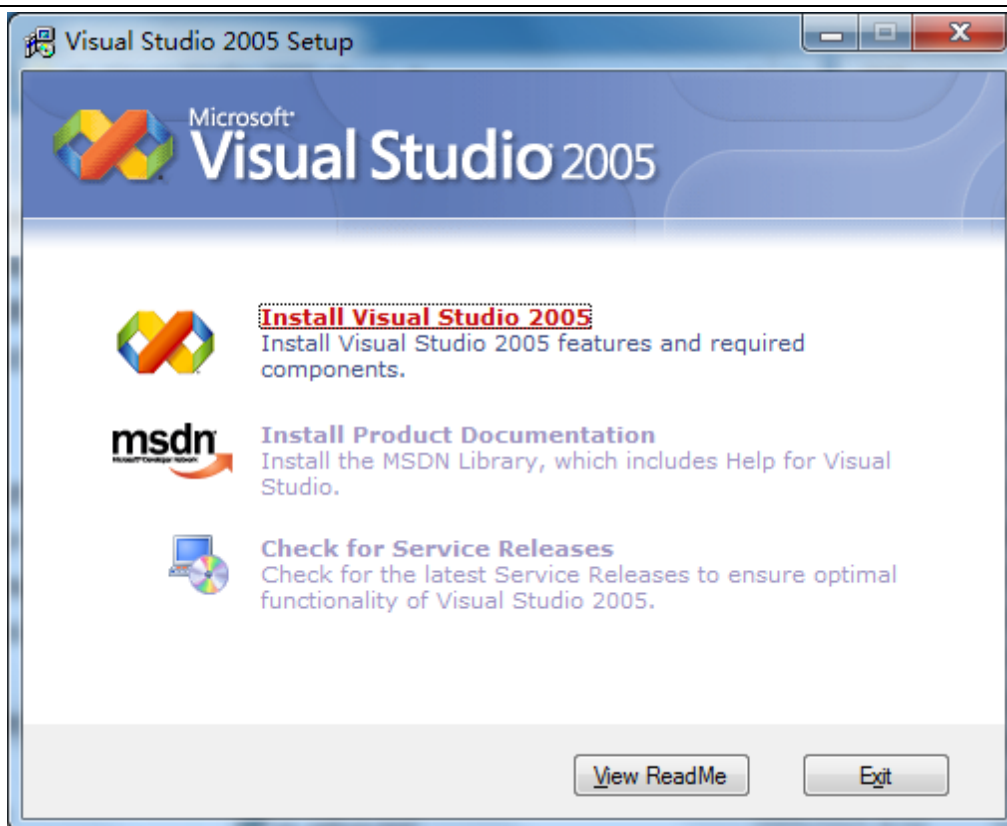 Visual Studio 2005 Setup
Microsoft
Visual Studio 2005
Install Visual Studio 2005
Install Visual Studio 2005 features and required
components.
msdn
Install Product Documentation
Install the MSDN Library, which includes Help for Visual
Studio.
Check for Service Releases
Check for the latest Service Releases to ensure optimal
functionality of Visual Studio 2005.
View ReadMe
Exit